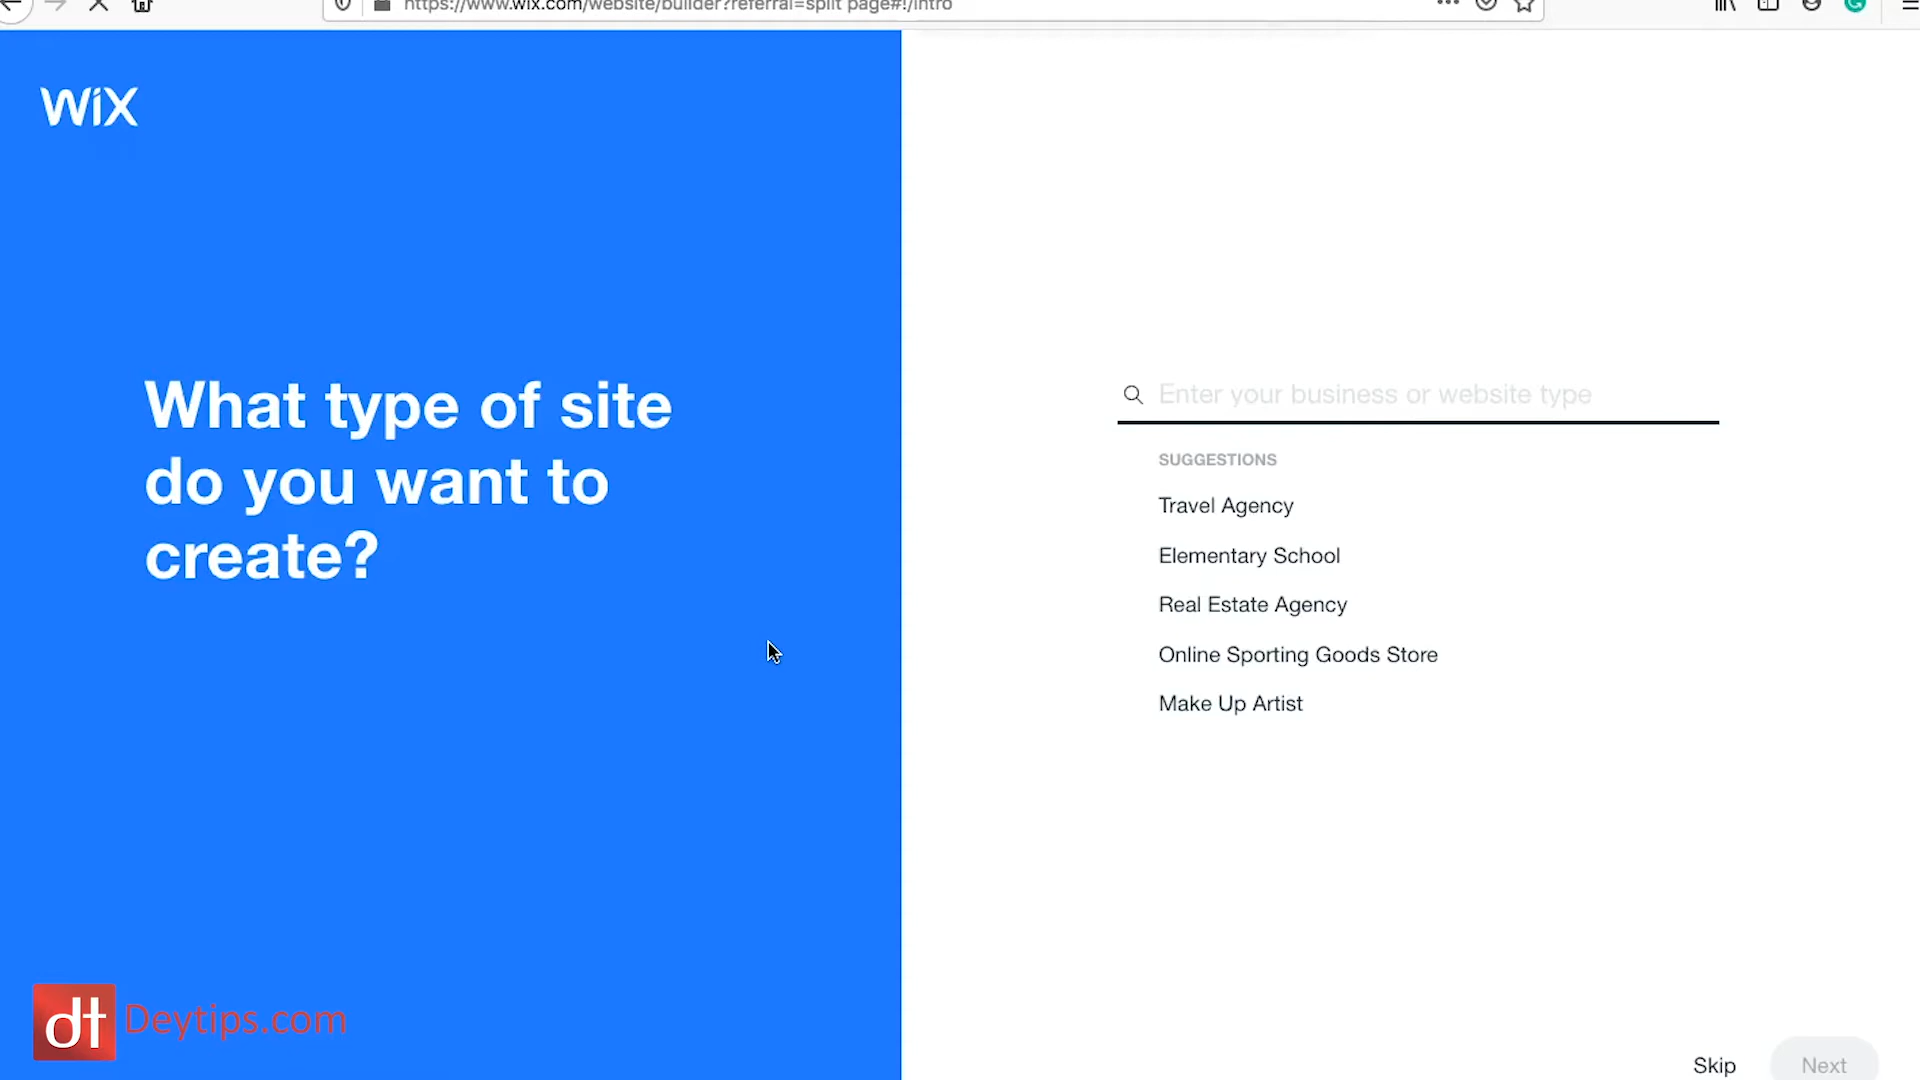 https://www.wix.com/website/builder?referral=split page#!/intro
WiX
What type of site
do you want to
create?
Enter your business or website type
SUGGESTIONS
Travel Agency
Elementary School
Real Estate Agency
Online Sporting Goods Store
Make Up Artist
dt Deytips.com
Skip
Next